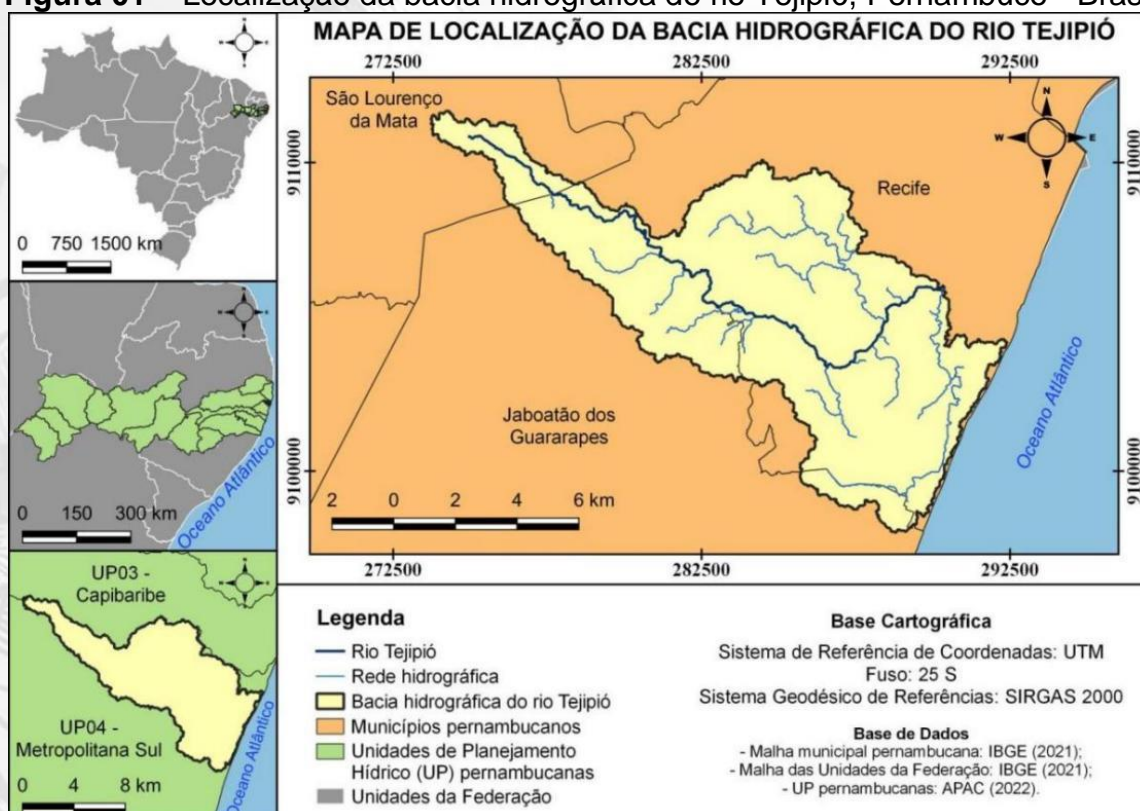 Figura 01 – Localização da bacia hidrográfica do rio Tejipió, Pernambuco – Bras
MAPA DE LOCALIZAÇÃO DA BACIA HIDROGRÁFICA DO RIO TEJIPIÓ
272500 282500 292500
São Lourenço
da Mata
Recife
Jaboatão dos
Guararapes
Oceano Atlântico
N
W E
S
9110000 9110000
9100000 9100000
2 0 2 4 6 km
272500 282500 292500
0 750 1500 km
Oceano Atlântico
0 150 300 km
UP03 -
Capibaribe
UP04 -
Metropolitana Sul
Oceano Atlântico
0 4 8 km
Legenda
Rio Tejipió
Rede hidrográfica
Bacia hidrográfica do rio Tejipió
Municípios pernambucanos
Unidades de Planejamento
Hídrico (UP) pernambucanas
Unidades da Federação
Base Cartográfica
Sistema de Referência de Coordenadas: UTM
Fuso: 25 S
Sistema Geodésico de Referências: SIRGAS 2000
Base de Dados
- Malha municipal pernambucana: IBGE (2021);
- Malha das Unidades da Federação: IBGE (2021);
- UP pernambucanas: APAC (2022).